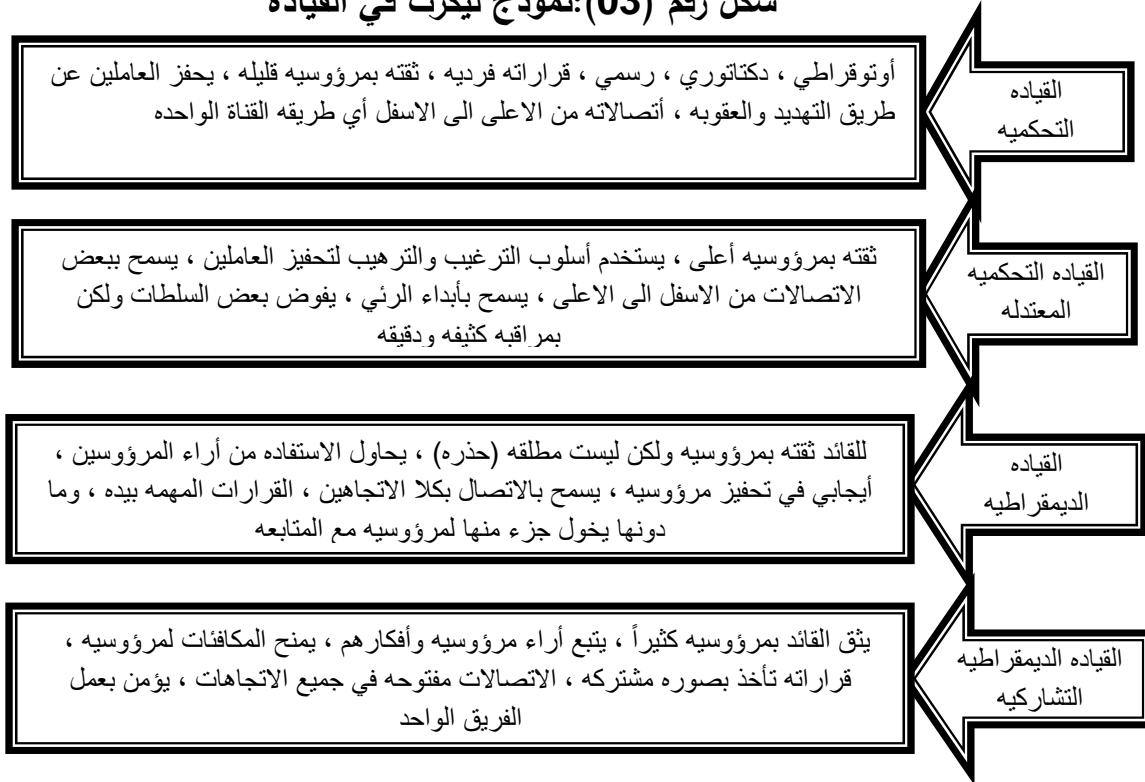 شكل رقم (03):نموذج ليكرت في القيادة
القياده
التحكميه
أوتوقراطي ، دكتاتوري ، رسمي ، قراراته فرديه ، ثقته بمرؤوسيه قليله ، يحفز العاملين عن
طريق التهديد والعقوبه ، أتصالاته من الاعلى الى الاسفل أي طريقه القناة الواحده
القياده التحكميه
المعتدله
ثقته بمرؤوسيه أعلى ، يستخدم أسلوب الترغيب والترهيب لتحفيز العاملين ، يسمح ببعض
الاتصالات من الاسفل الى الاعلى ، يسمح بأبداء الرئي ، يفوض بعض السلطات ولكن
بمراقبه كثيفه ودقيقه
القياده
الديمقراطيه
للقائد ثقته بمرؤوسيه ولكن ليست مطلقه (حذره) ، يحاول الاستفاده من أراء المرؤوسين ،
أيجابي في تحفيز مرؤوسيه ، يسمح بالاتصال بكلا الاتجاهين ، القرارات المهمه بيده ، وما
دونها يخول جزء منها لمرؤوسيه مع المتابعه
القياده الديمقراطيه
التشاركيه
يثق القائد بمرؤوسيه كثيراً ، يتبع أراء مرؤوسيه وأفكارهم ، يمنح المكافئات لمرؤوسيه ،
قراراته تأخذ بصوره مشتركه ، الاتصالات مفتوحه في جميع الاتجاهات ، يؤمن بعمل
الفريق الواحد